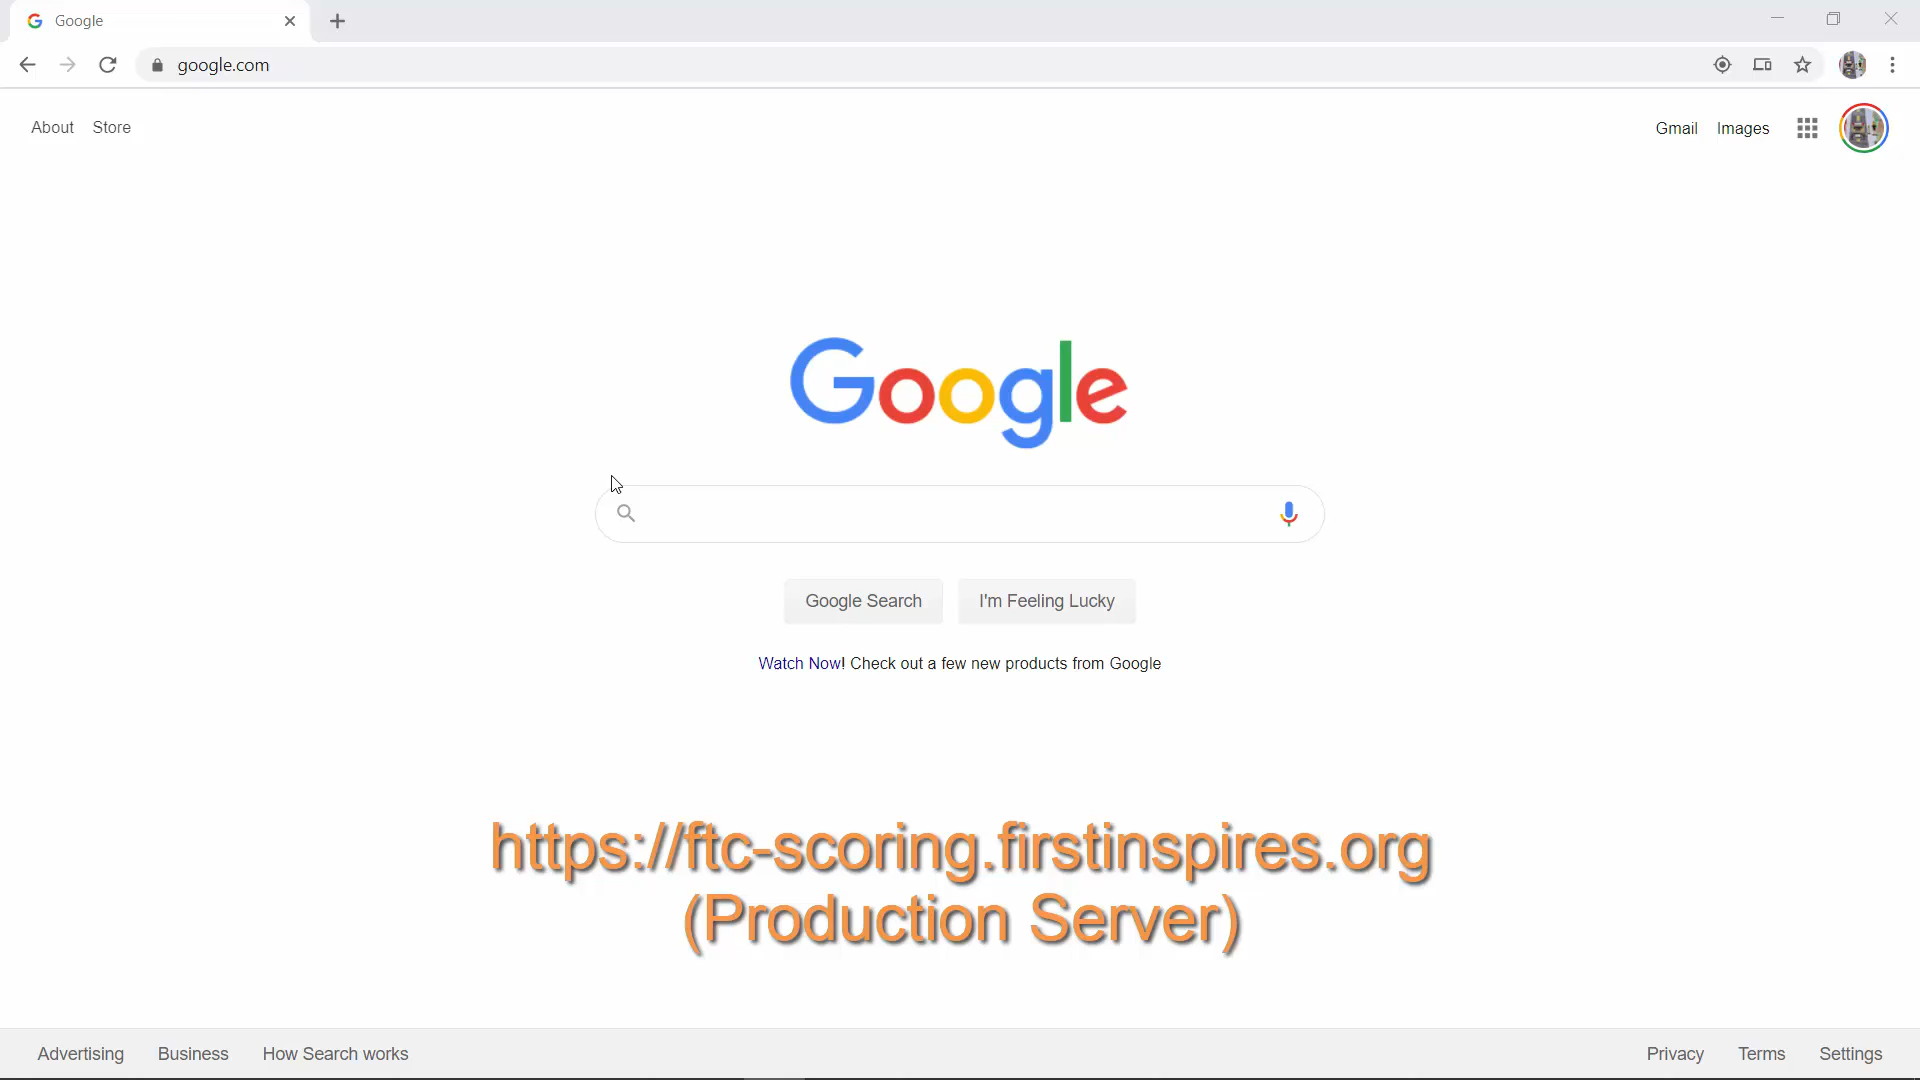 Google
google.com
About Store
Gmail Images
Google
Google Search I'm Feeling Lucky
Watch Now! Check out a few new products from Google
https://ftc-scoring.firstinspires.org
(Production Server)
Advertising Business How Search works
Privacy Terms Settings